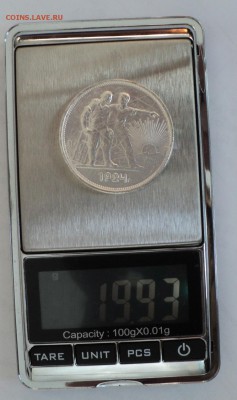 COINS.LAVE.RU
1924
1993
Capacity : 100gX0.01g
TARE UNIT PCS